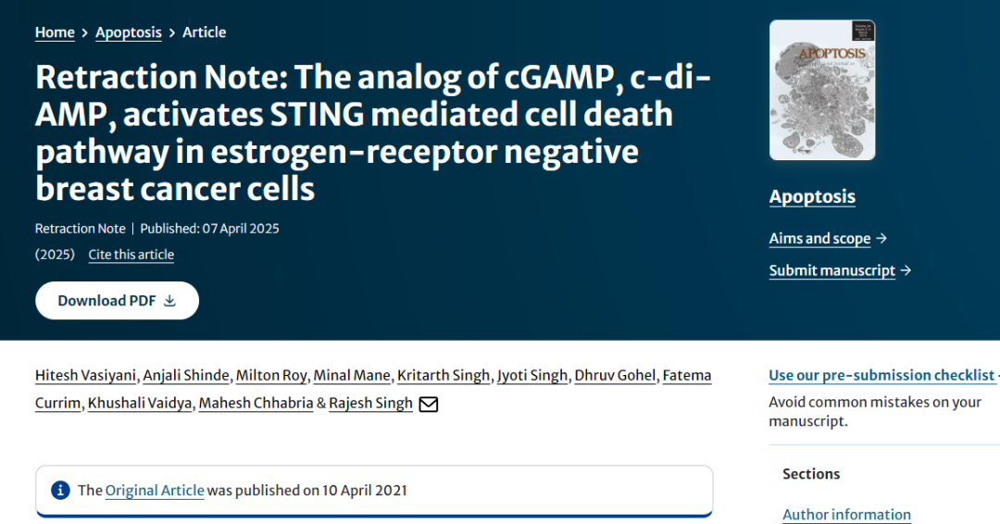 Home > Apoptosis > Article
Retraction Note: The analog of cGAMP, c-di-
AMP, activates STING mediated cell death
pathway in estrogen-receptor negative
breast cancer cells
Retraction Note | Published: 07 April 2025
(2025) Cite this article
Download PDF
APOPTOSIS
Apoptosis
Aims and scope →
Submit manuscript →
Hitesh Vasiyani, Anjali Shinde, Milton Roy, Minal Mane, Kritarth Singh, Jyoti Singh, Dhruv Gohel, Fatema
Currim, Khushali Vaidya, Mahesh Chhabria & Rajesh Singh
The Original Article was published on 10 April 2021
Use our pre-submission checklist
Avoid common mistakes on your
manuscript.
Sections
Author information